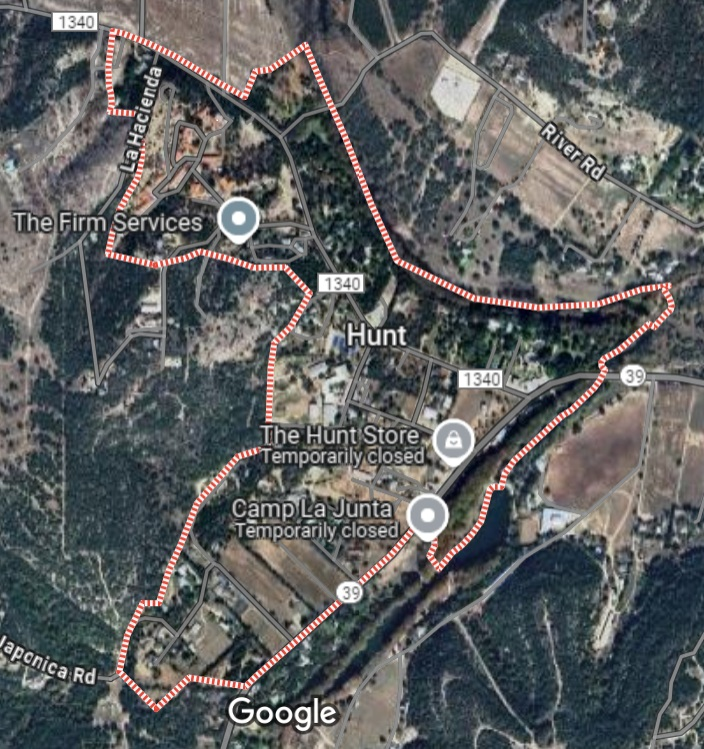 1340
La Hacienda
River Rd
The Firm Services
1340
Hunt
1340
39
The Hunt Store
Temporarily closed
Camp La Junta
Temporarily closed
39
Japonica Rd
Google